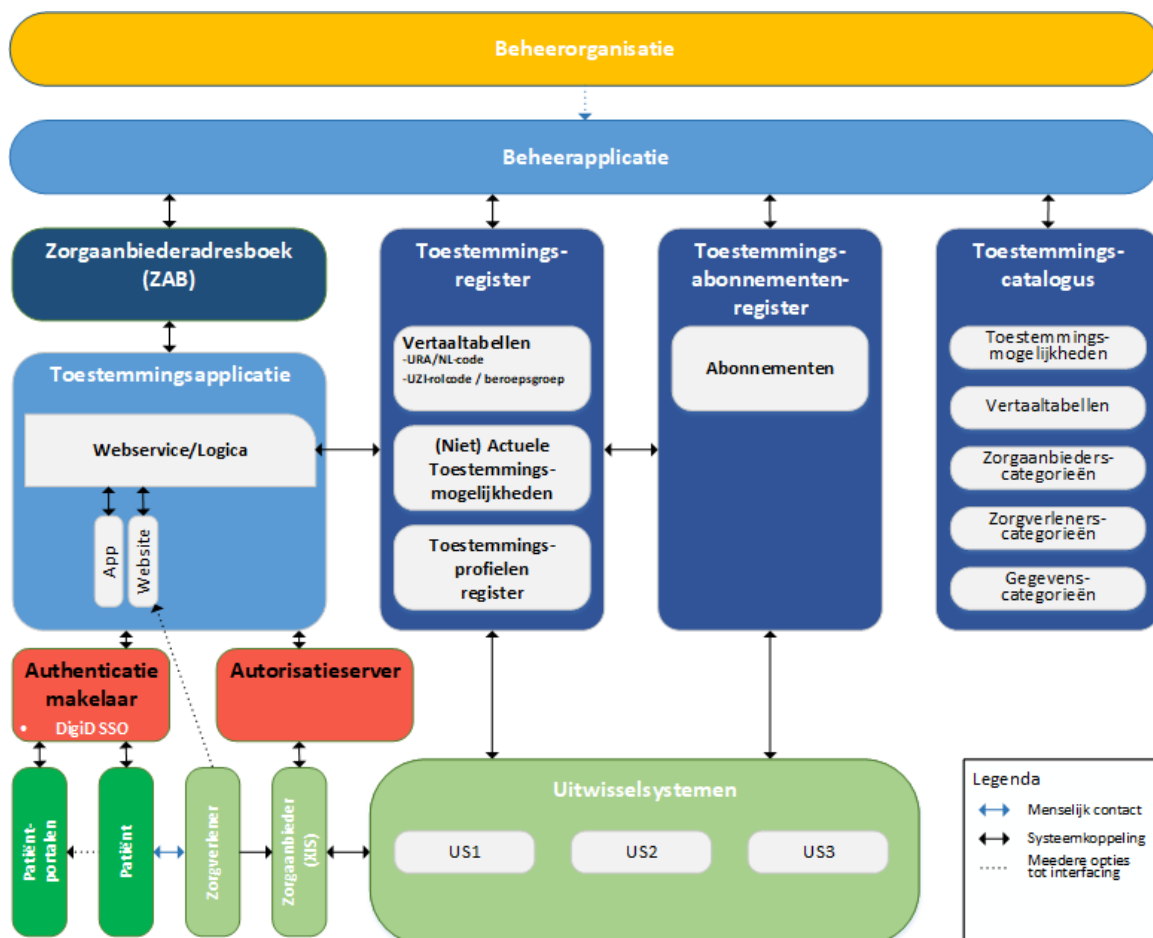 Beheerorganisatie
Beheerapplicatie
Zorgaanbiederadresboek
(ZAB)
Toestemmingsapplicatie
Webservice/Logica
App
Website
Toestemmings-
register
Vertaaltabellen
-URA/NL-code
-UZI-rolcode / beroepsgroep
(Niet) Actuele
Toestemmings-
mogelijkheden
Toestemmings-
profielen
register
Toestemmings-
abonnementen-
register
Abonnementen
Toestemmings-
catalogus
Toestemmings-
mogelijkheden
Vertaaltabellen
Zorgaanbieders-
categorieën
Zorgverleners-
categorieën
Gegevens-
categorieën
Authenticatie
makelaar
• DigiD SSO
Autorisatieserver
Patiënt-
portalen
Patiënt
Zorgverlener
Zorgaanbieder
(XIS)
Uitwisselsystemen
US1
US2
US3
Legenda
Menselijk contact
Systeemkoppeling
Meedere opties
tot interfacing